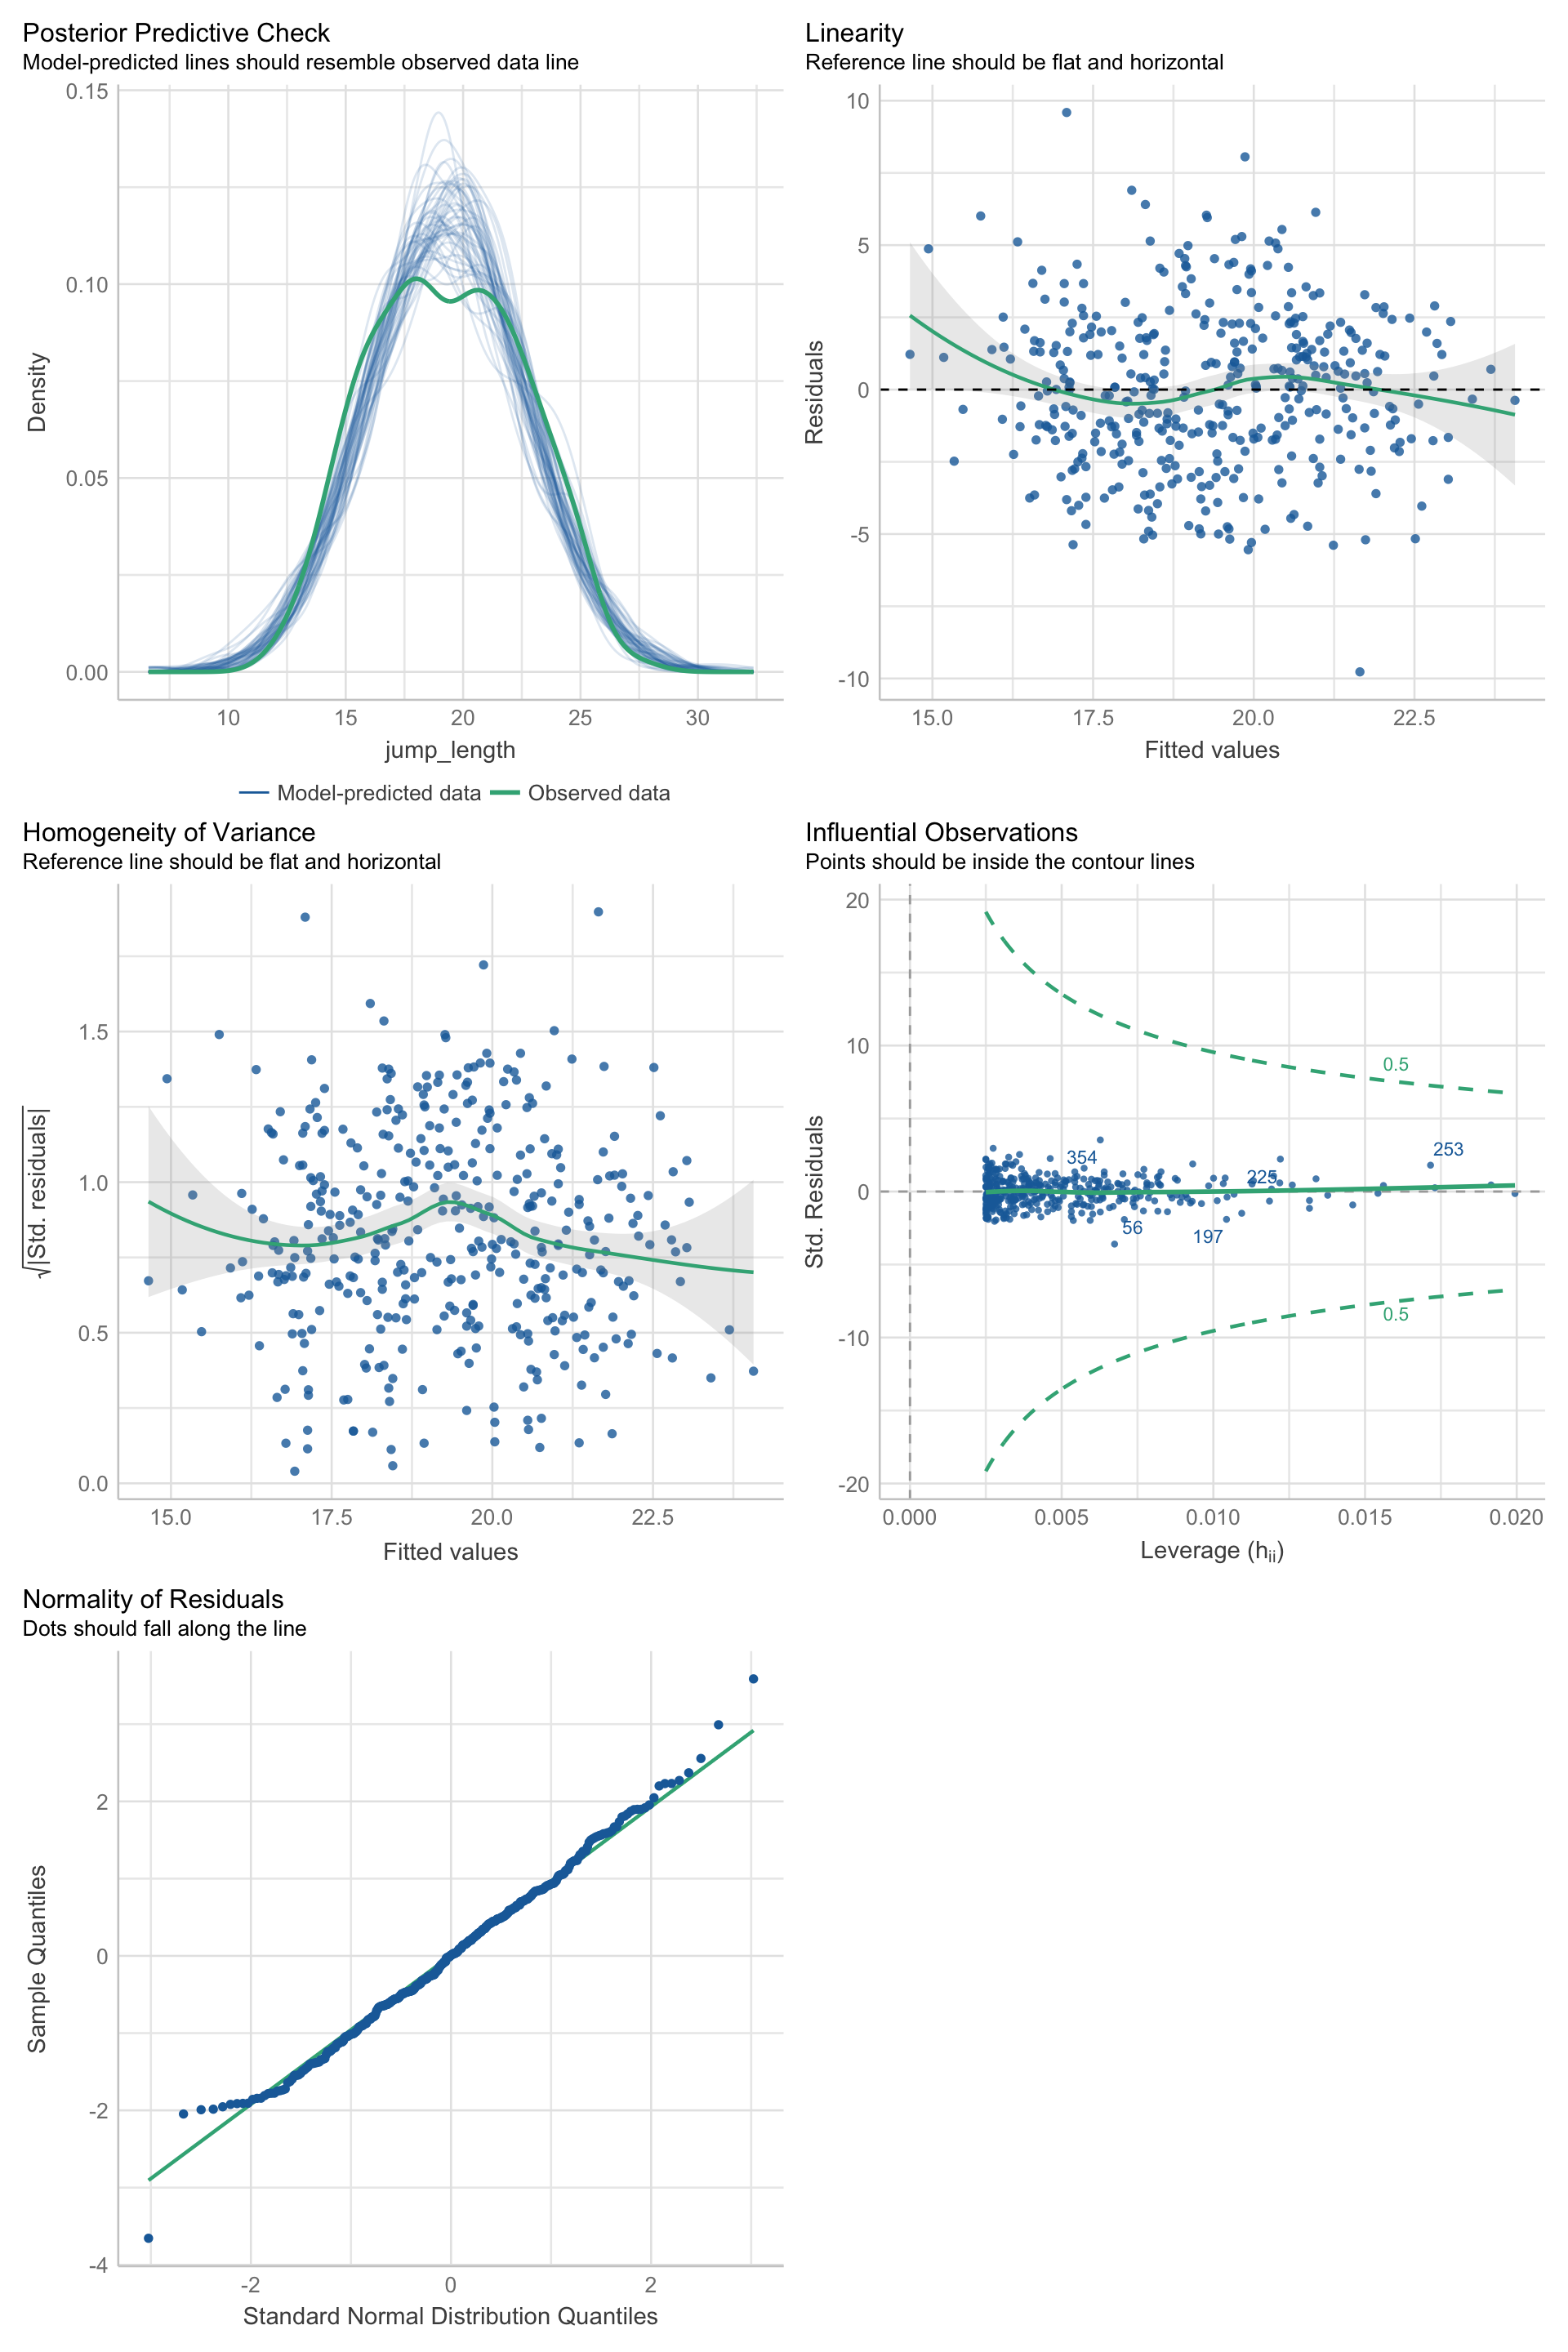 Posterior Predictive Check
Model-predicted lines should resemble observed data line
0.15
0.10
0.05
0.00
Density
10 15 20 25 30
jump_length
Model-predicted data Observed data
Linearity
Reference line should be flat and horizontal
10
5
0
-5
-10
Residuals
15.0 17.5 20.0 22.5
Fitted values
Homogeneity of Variance
Reference line should be flat and horizontal
1.5
1.0
0.5
0.0
√|Std. residuals|
15.0 17.5 20.0 22.5
Fitted values
Influential Observations
Points should be inside the contour lines
20
10
0
-10
-20
Std. Residuals
0.5
253
354
225
56
197
0.5
0.000 0.005 0.010 0.015 0.020
Leverage (hᵢᵢ)
Normality of Residuals
Dots should fall along the line
2
0
-2
-4
Sample Quantiles
-2 0 2
Standard Normal Distribution Quantiles